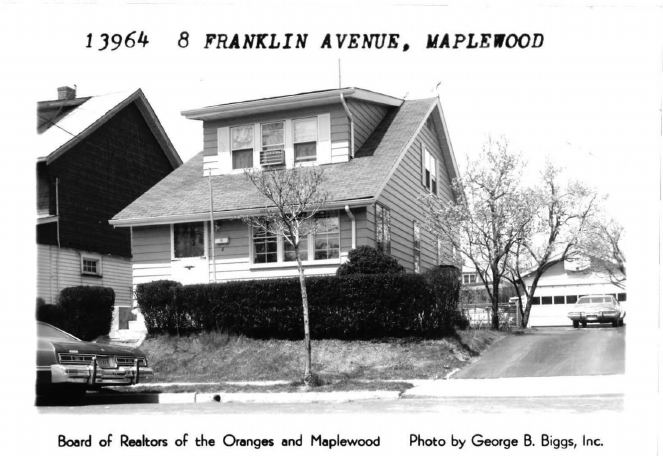 13964 8 FRANKLIN AVENUE, MAPLEWOOD
Board of Realtors of the Oranges and Maplewood Photo by George B. Biggs, Inc.